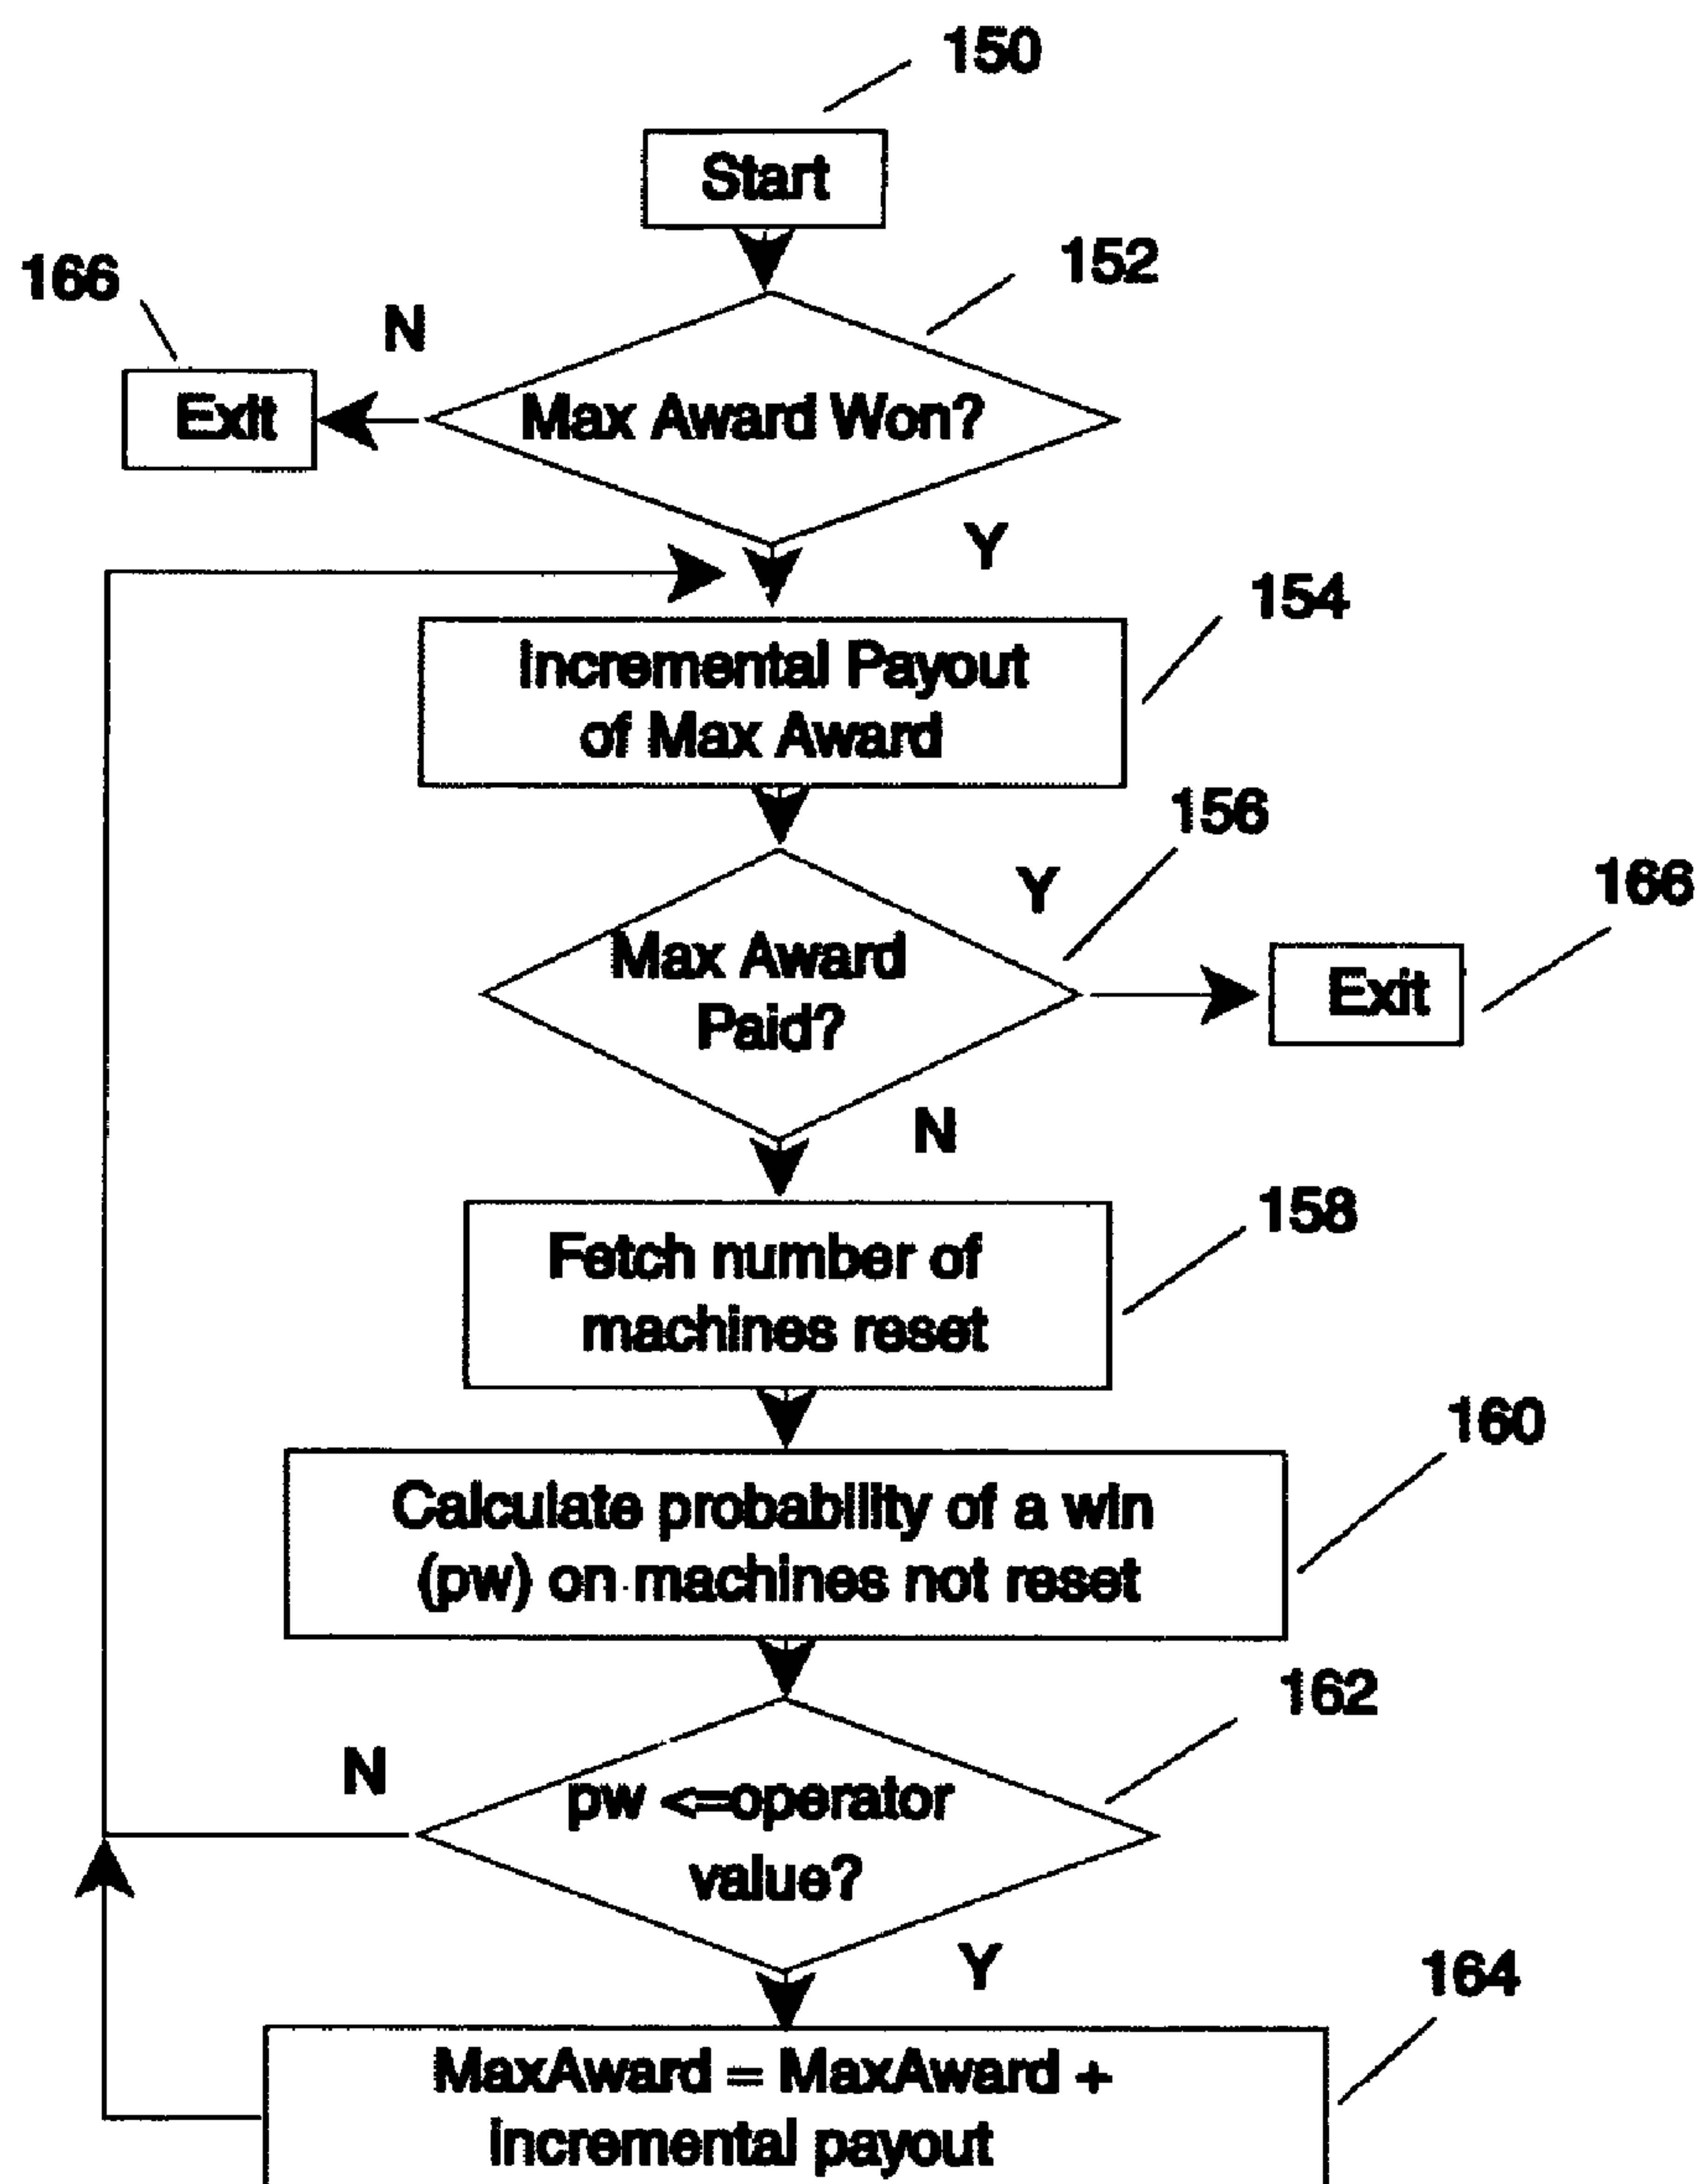 150
Start
152
166
N
Exit
Max Award Won?
Y
154
Incremental Payout
of Max Award
156
Y
166
Max Award
Paid?
Exit
N
158
Fetch number of
machines reset
160
Calculate probability of a win
(pw) on machines not reset
162
N
pw <=operator
value?
Y
164
MaxAward = MaxAward +
incremental payout